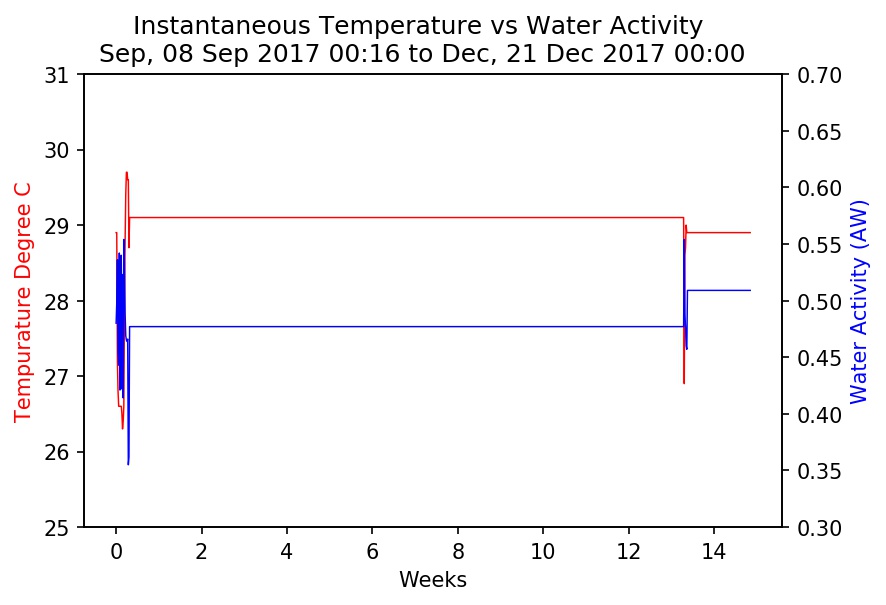 Instantaneous Temperature vs Water Activity
Sep, 08 Sep 2017 00:16 to Dec, 21 Dec 2017 00:00
31
30
29
28
27
26
25
Tempurature Degree C
0.70
0.65
0.60
0.55
0.50
0.45
0.40
0.35
0.30
Water Activity (AW)
0 2 4 6 8 10 12 14
Weeks